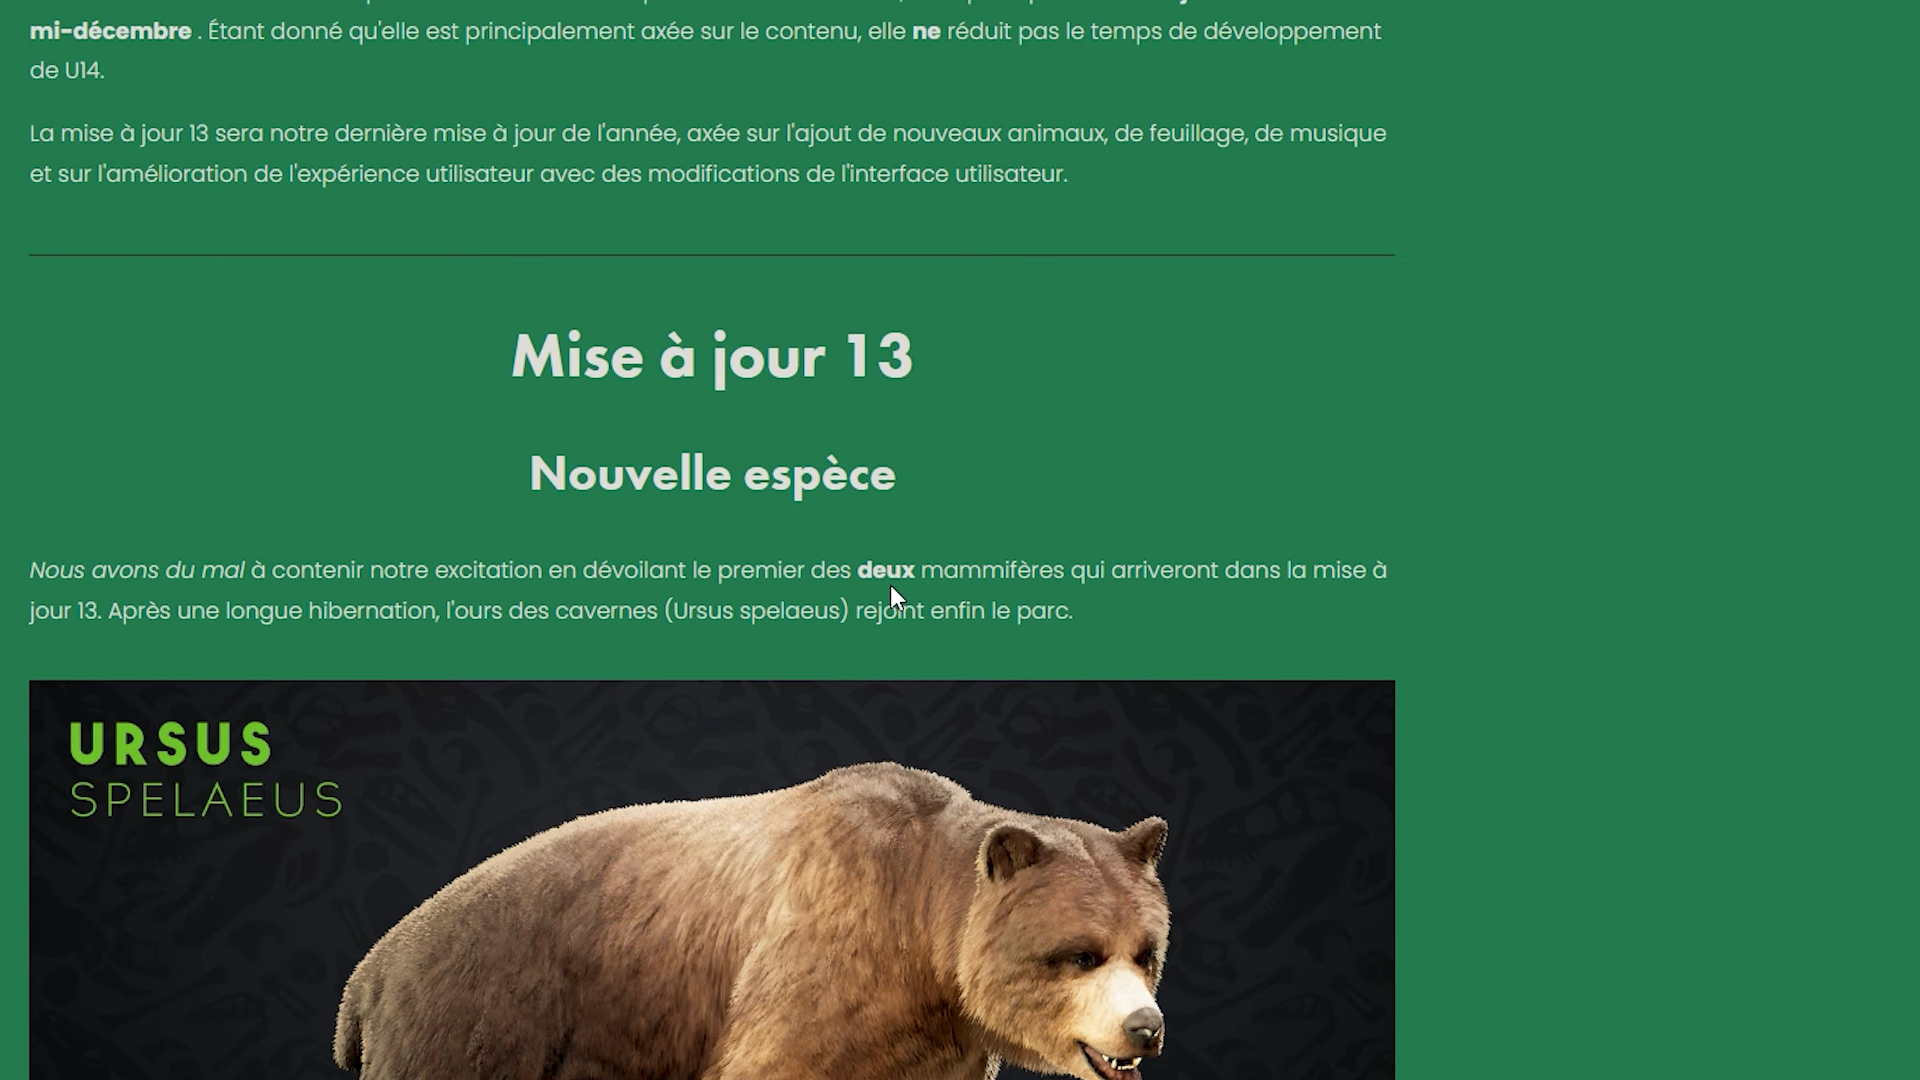 mi-décembre . Étant donné qu'elle est principalement axée sur le contenu, elle ne réduit pas le temps de développement
de U14.
La mise à jour 13 sera notre dernière mise à jour de l'année, axée sur l'ajout de nouveaux animaux, de feuillage, de musique
et sur l'amélioration de l'expérience utilisateur avec des modifications de l'interface utilisateur.
Mise à jour 13
Nouvelle espèce
Nous avons du mal à contenir notre excitation en dévoilant le premier des deux mammifères qui arriveront dans la mise à
jour 13. Après une longue hibernation, l'ours des cavernes (Ursus spelaeus) rejoint enfin le parc.
URSUS
SPELAEUS